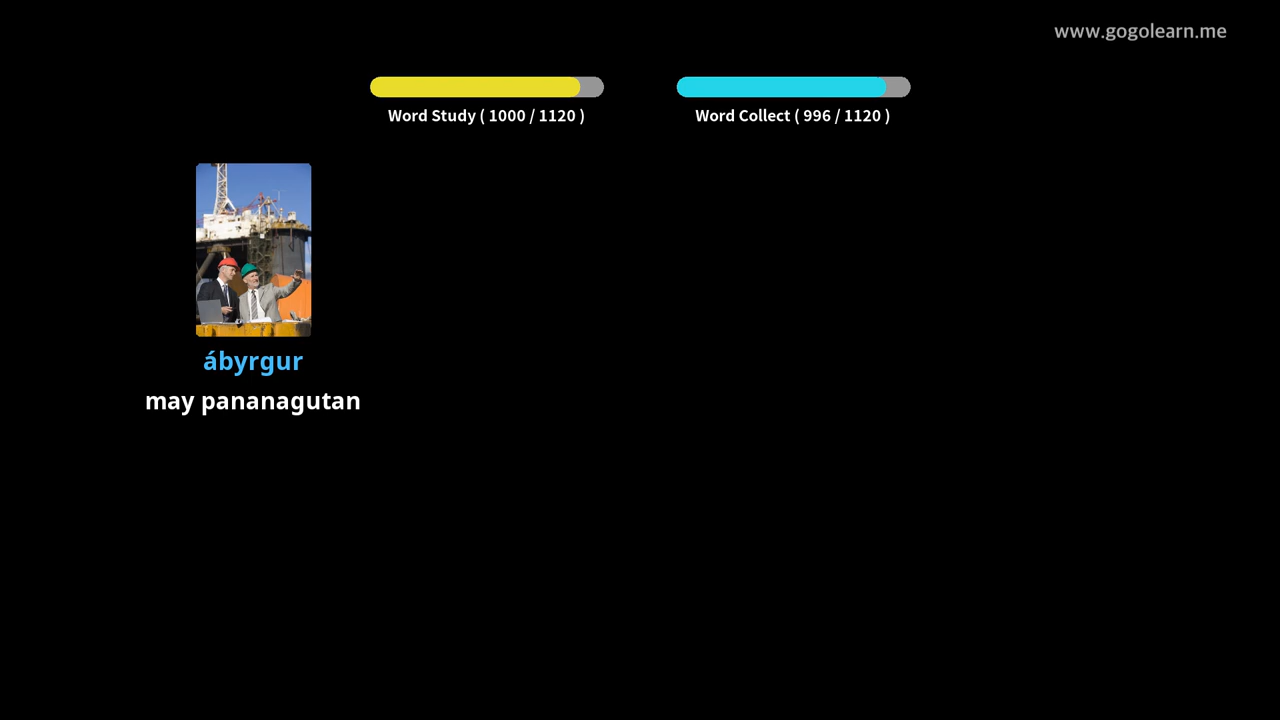 www.gogolearn.me
Word Study ( 1000 / 1120 )
Word Collect ( 996 / 1120 )
ábyrgur
may pananagutan